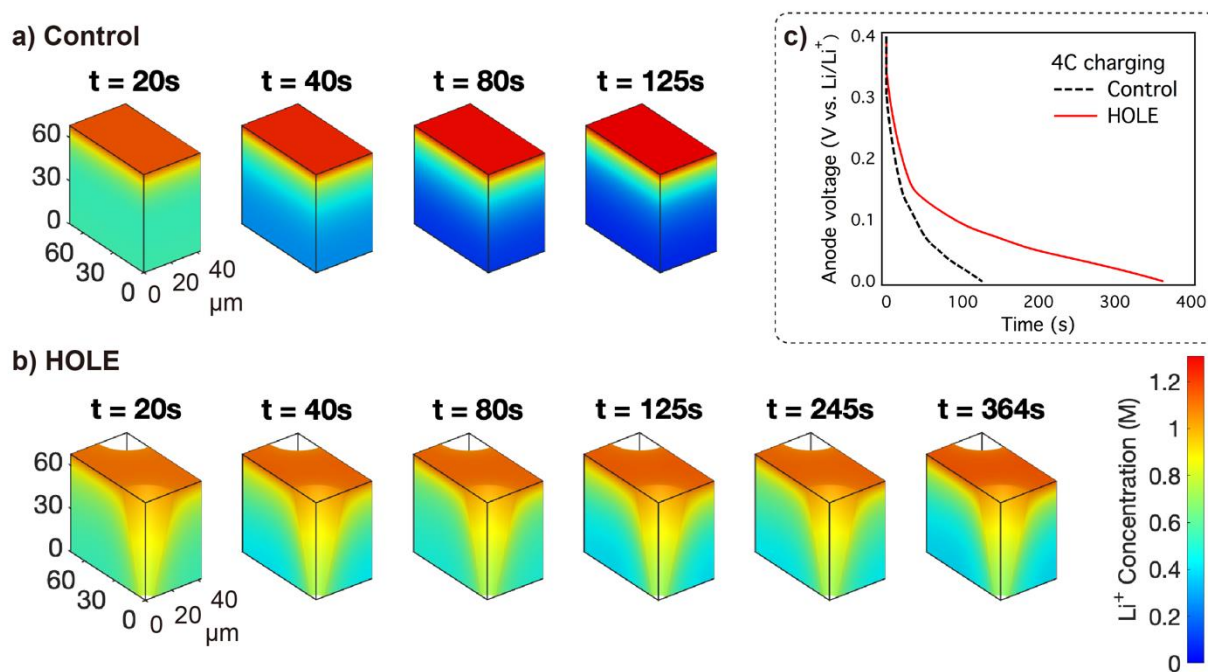 a) Control
t = 20s t = 40s t = 80s t = 125s
60
30
0
60
30
0 0 20 40
μm
c)
0.4
0.3
0.2
0.1
0.0
Anode voltage (V vs. Li/Li⁺)
4C charging
Control
HOLE
0 100 200 300 400
Time (s)
b) HOLE
t = 20s t = 40s t = 80s t = 125s t = 245s t = 364s
60
30
0
60
30
0 0 20 40
μm
Li⁺ Concentration (M)
1.2
1
0.8
0.6
0.4
0.2
0